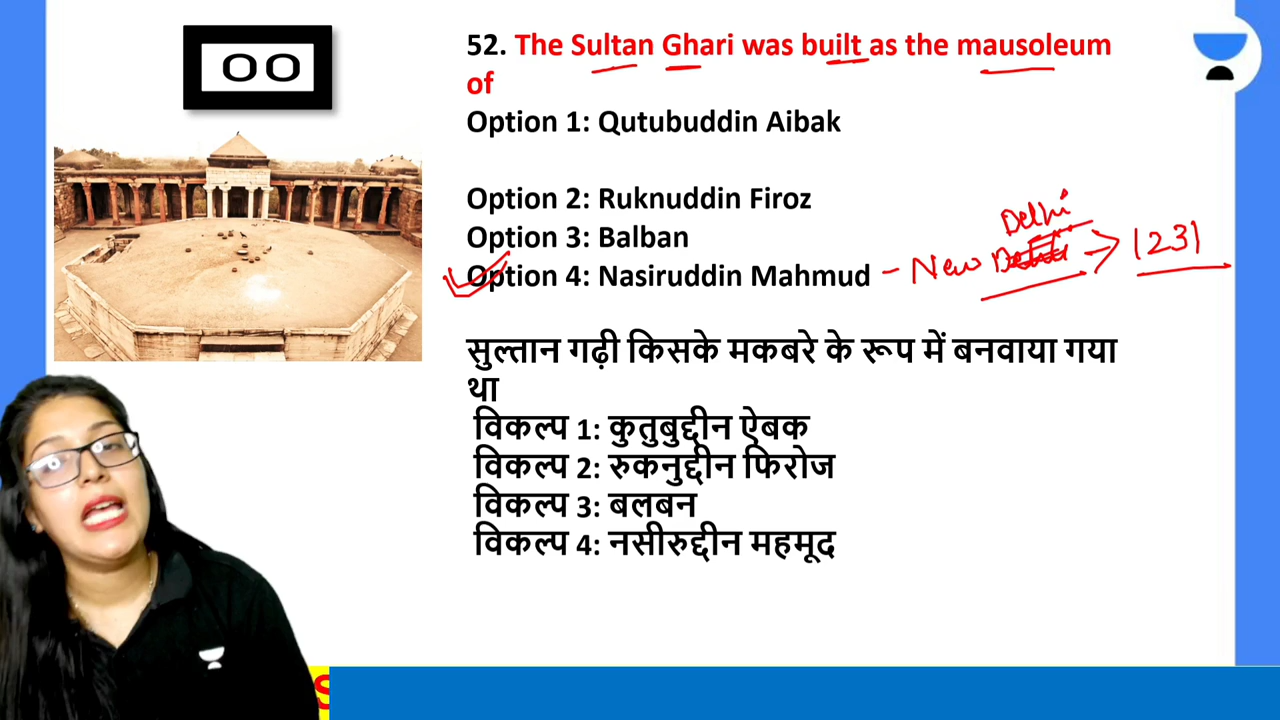 00
52. The Sultan Ghari was built as the mausoleum
of
Option 1: Qutubuddin Aibak
Option 2: Ruknuddin Firoz
Option 3: Balban
Option 4: Nasiruddin Mahmud - New Delhi → 1231
सुल्तान गढ़ी किसके मकबरे के रूप में बनवाया गया
था
विकल्प 1: कुतुबुद्दीन ऐबक
विकल्प 2: रुकनुद्दीन फिरोज
विकल्प 3: बलबन
विकल्प 4: नसीरुद्दीन महमूद
S